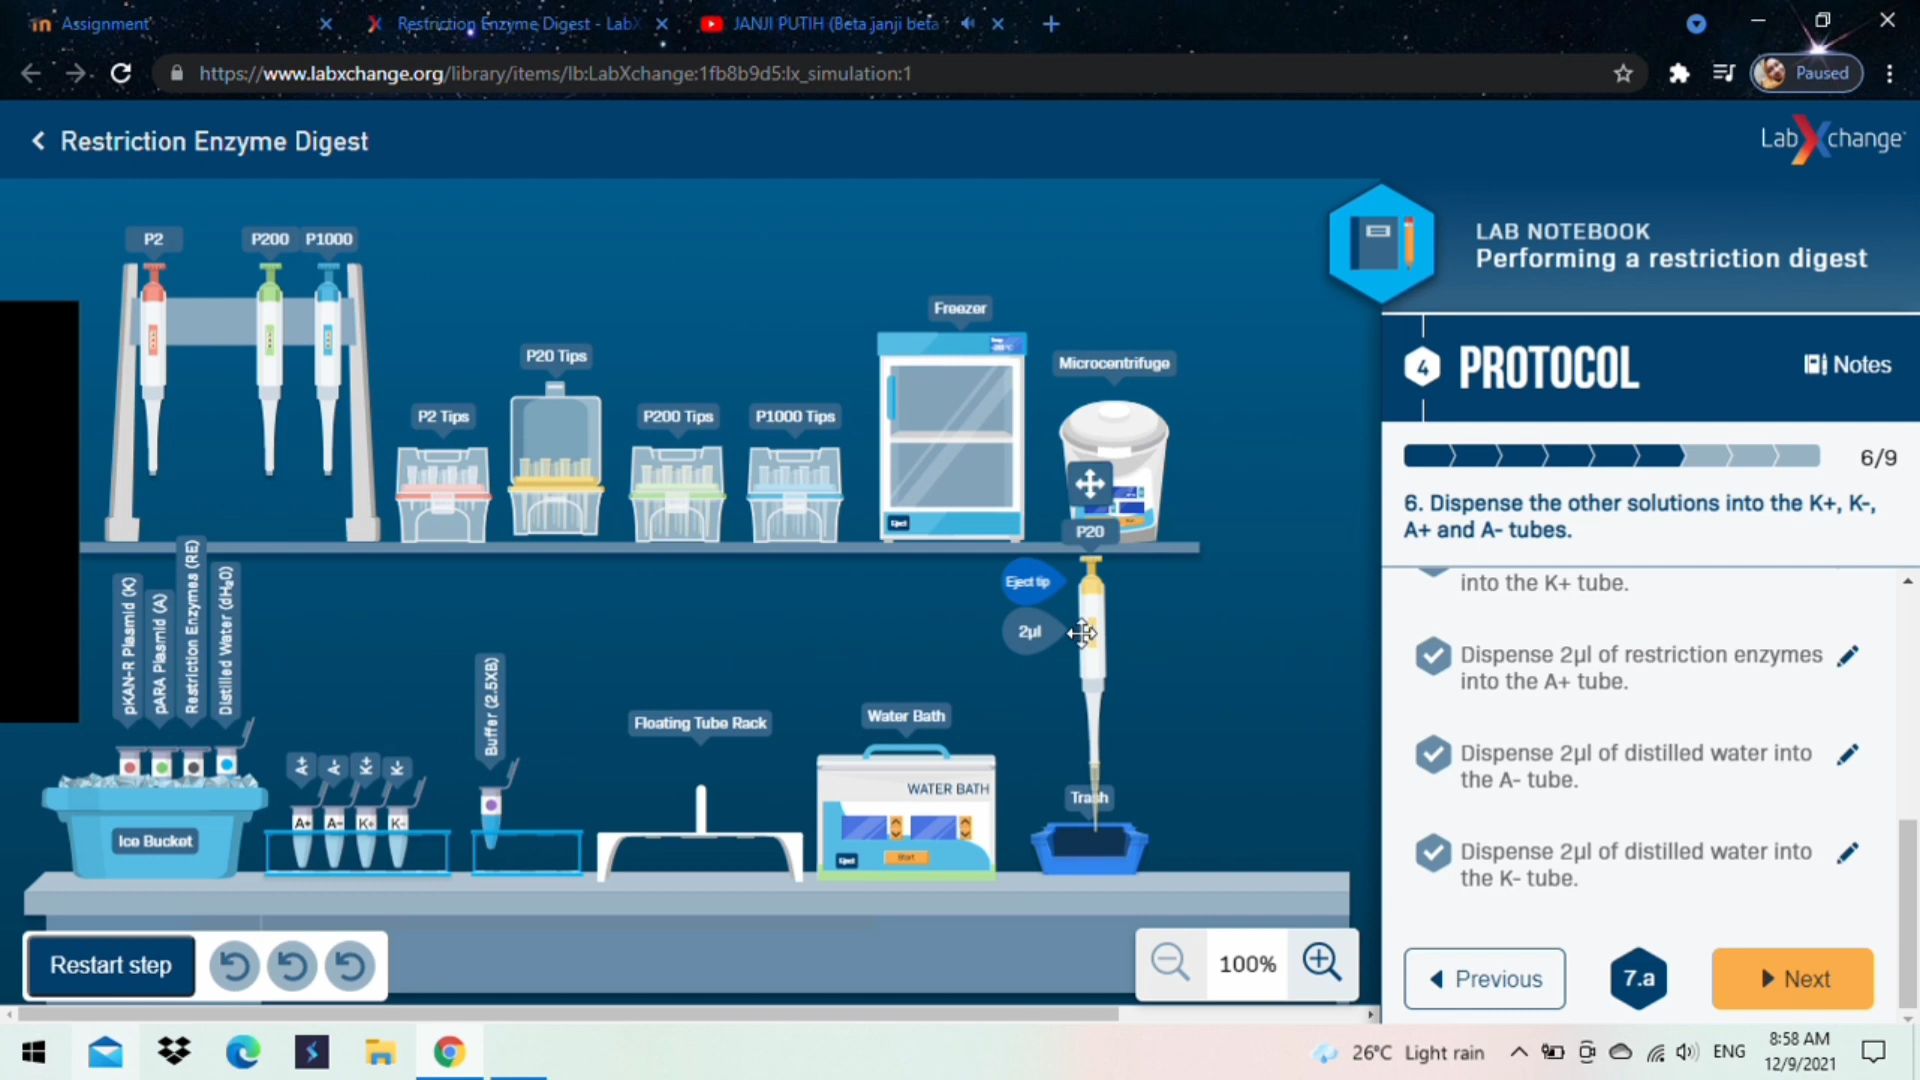 Assignment
Restriction Enzyme Digest - LabX
JANJI PUTIH (Beta janji beta
https://www.labxchange.org/library/items/lb:LabXchange:1fb8b9d5:lx_simulation:1
Paused
Restriction Enzyme Digest
LabXchange
P2
P200
P1000
P2 Tips
P20 Tips
P200 Tips
P1000 Tips
Freezer
Eject
Microcentrifuge
P20
Eject tip
2µl
pKAN-R Plasmid (K)
pARA Plasmid (A)
Restriction Enzymes (RE)
Distilled Water (dH₂O)
Ice Bucket
A+
A-
K+
K-
A+
A-
K+
K-
Buffer (2.5XB)
Floating Tube Rack
Water Bath
WATER BATH
Eject
Start
Trash
LAB NOTEBOOK
Performing a restriction digest
4
PROTOCOL
Notes
6/9
6. Dispense the other solutions into the K+, K-,
A+ and A- tubes.
into the K+ tube.
Dispense 2µl of restriction enzymes
into the A+ tube.
Dispense 2µl of distilled water into
the A- tube.
Dispense 2µl of distilled water into
the K- tube.
Previous
7.a
Next
Restart step
100%
26°C Light rain
ENG
8:58 AM
12/9/2021